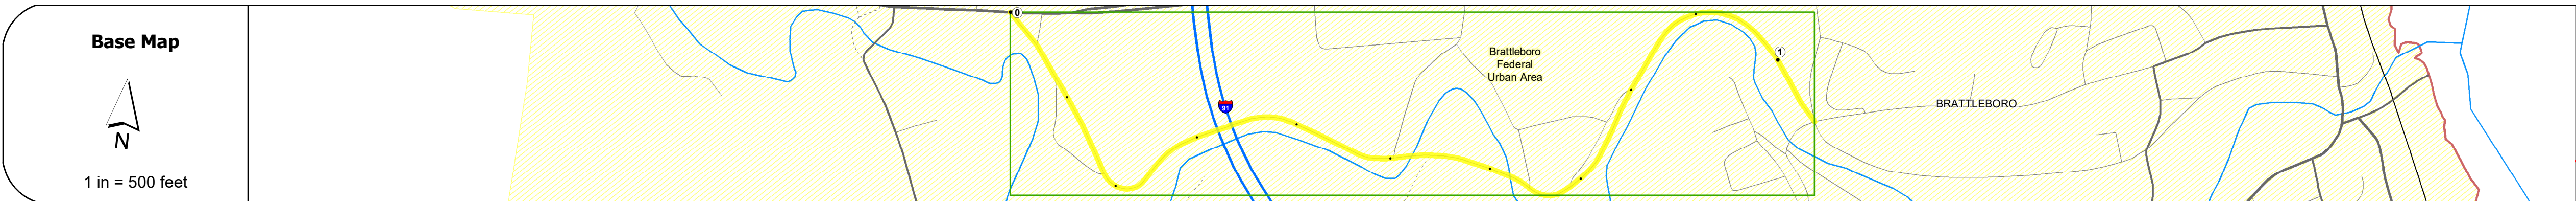 Base Map
N
1 in = 500 feet
0
91
Brattleboro
Federal
Urban Area
1
BRATTLEBORO